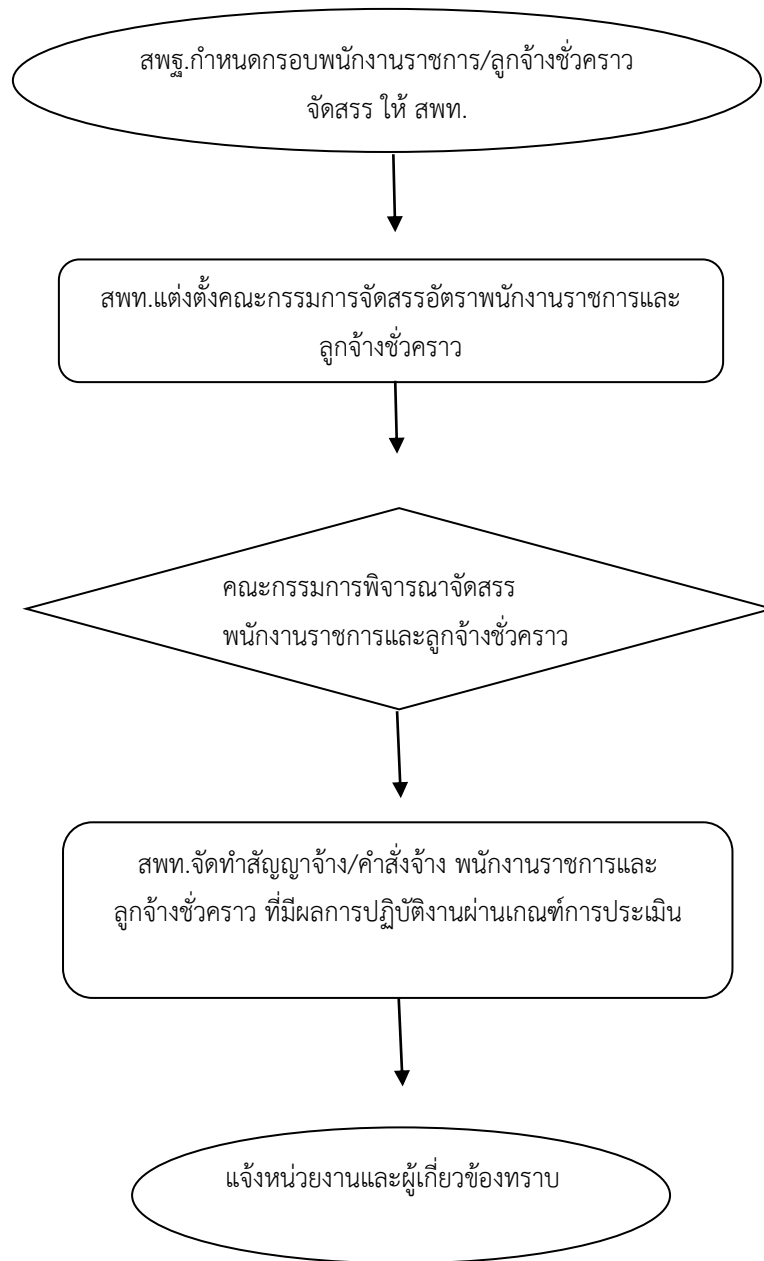 สพฐ.กำหนดกรอบพนักงานราชการ/ลูกจ้างชั่วคราว
จัดสรร ให้ สพท.
สพท.แต่งตั้งคณะกรรมการจัดสรรอัตราพนักงานราชการและ
ลูกจ้างชั่วคราว
คณะกรรมการพิจารณาจัดสรร
พนักงานราชการและลูกจ้างชั่วคราว
สพท.จัดทำสัญญาจ้าง/คำสั่งจ้าง พนักงานราชการและ
ลูกจ้างชั่วคราว ที่มีผลการปฏิบัติงานผ่านเกณฑ์การประเมิน
แจ้งหน่วยงานและผู้เกี่ยวข้องทราบ